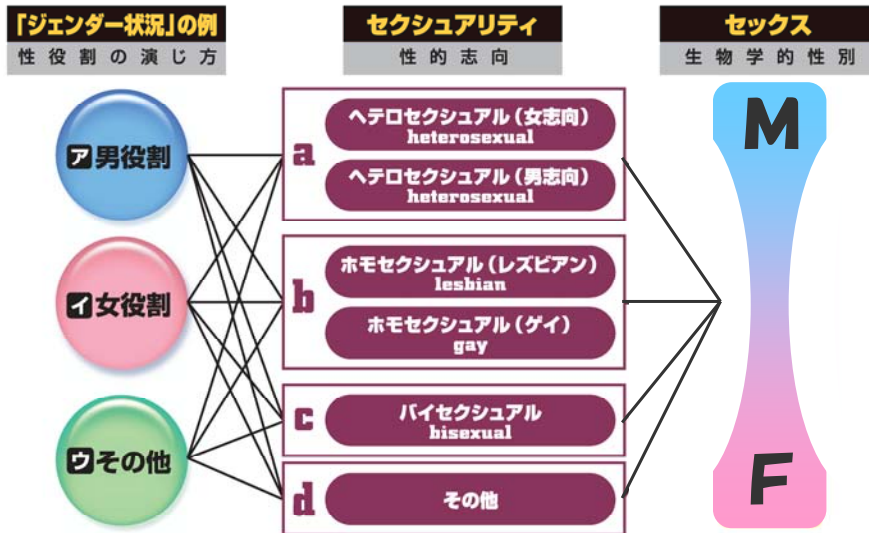 「ジェンダー状況」の例
性役割の演じ方
セクシュアリティ
性的志向
セックス
生物学的性別
ア男役割
イ女役割
ウその他
a
ヘテロセクシュアル(女志向)
heterosexual
ヘテロセクシュアル(男志向)
heterosexual
b
ホモセクシュアル(レズビアン)
lesbian
ホモセクシュアル(ゲイ)
gay
c
バイセクシュアル
bisexual
d
その他
M
F